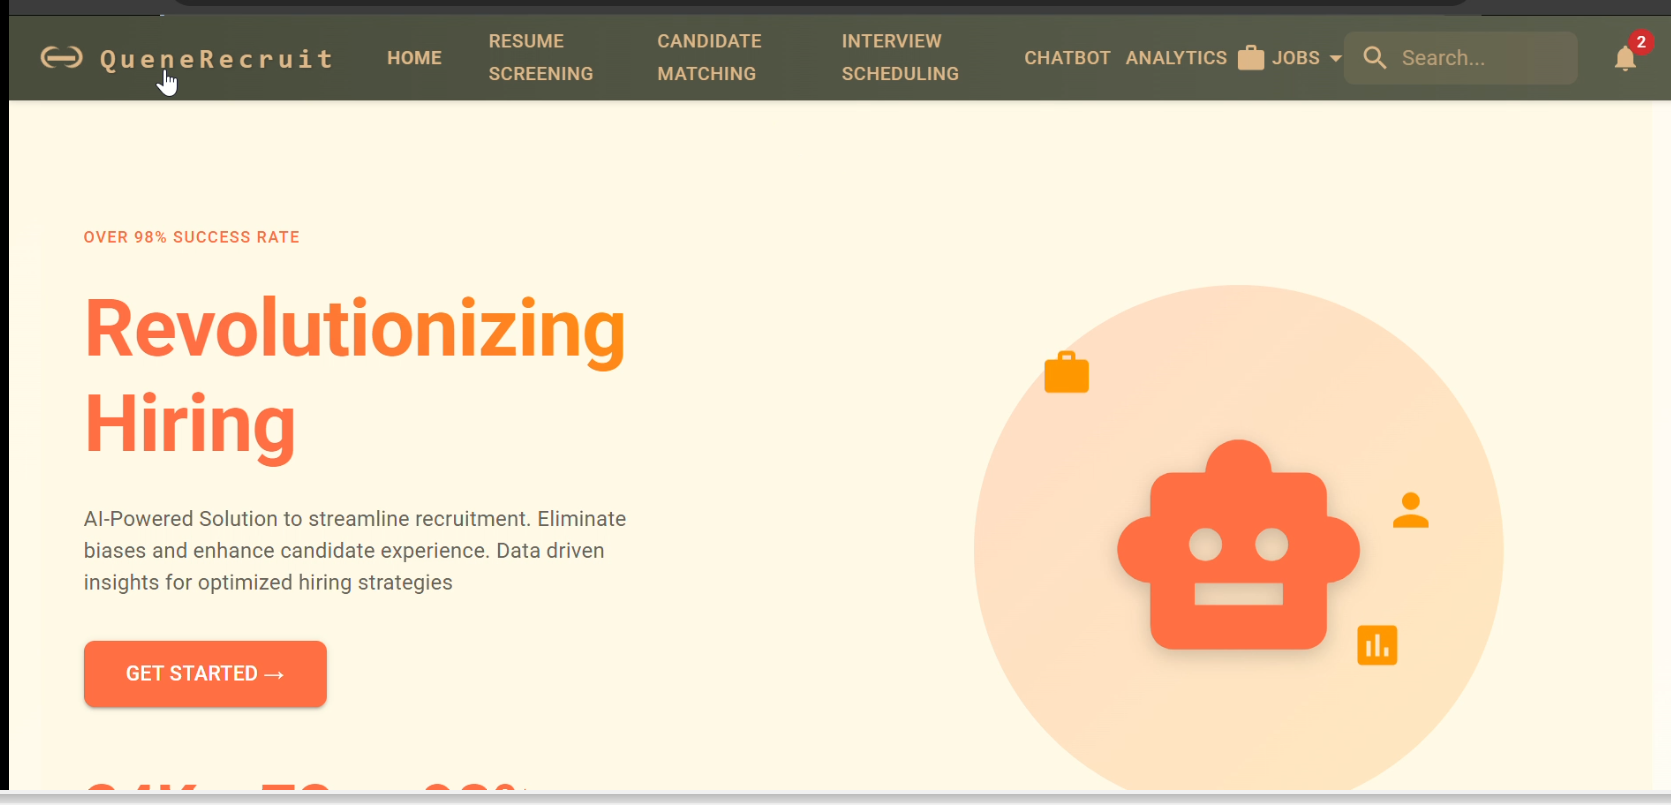 QueneRecruit
HOME
RESUME
SCREENING
CANDIDATE
MATCHING
INTERVIEW
SCHEDULING
CHATBOT
ANALYTICS
JOBS
Search...
2
OVER 98% SUCCESS RATE
Revolutionizing
Hiring
AI-Powered Solution to streamline recruitment. Eliminate
biases and enhance candidate experience. Data driven
insights for optimized hiring strategies
GET STARTED →